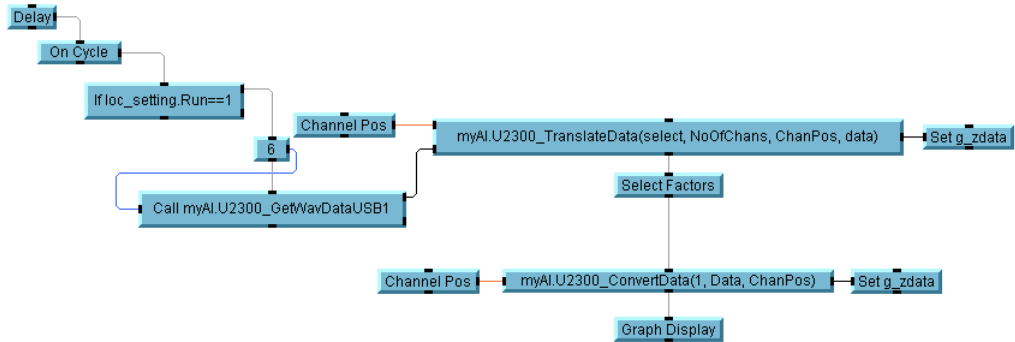 Delay
On Cycle
If loc_setting.Run==1
6
Channel Pos
myAI.U2300_TranslateData(select, NoOfChans, ChanPos, data)
Set g_zdata
Select Factors
Call myAI.U2300_GetWavDataUSB1
Channel Pos
myAI.U2300_ConvertData(1, Data, ChanPos)
Set g_zdata
Graph Display